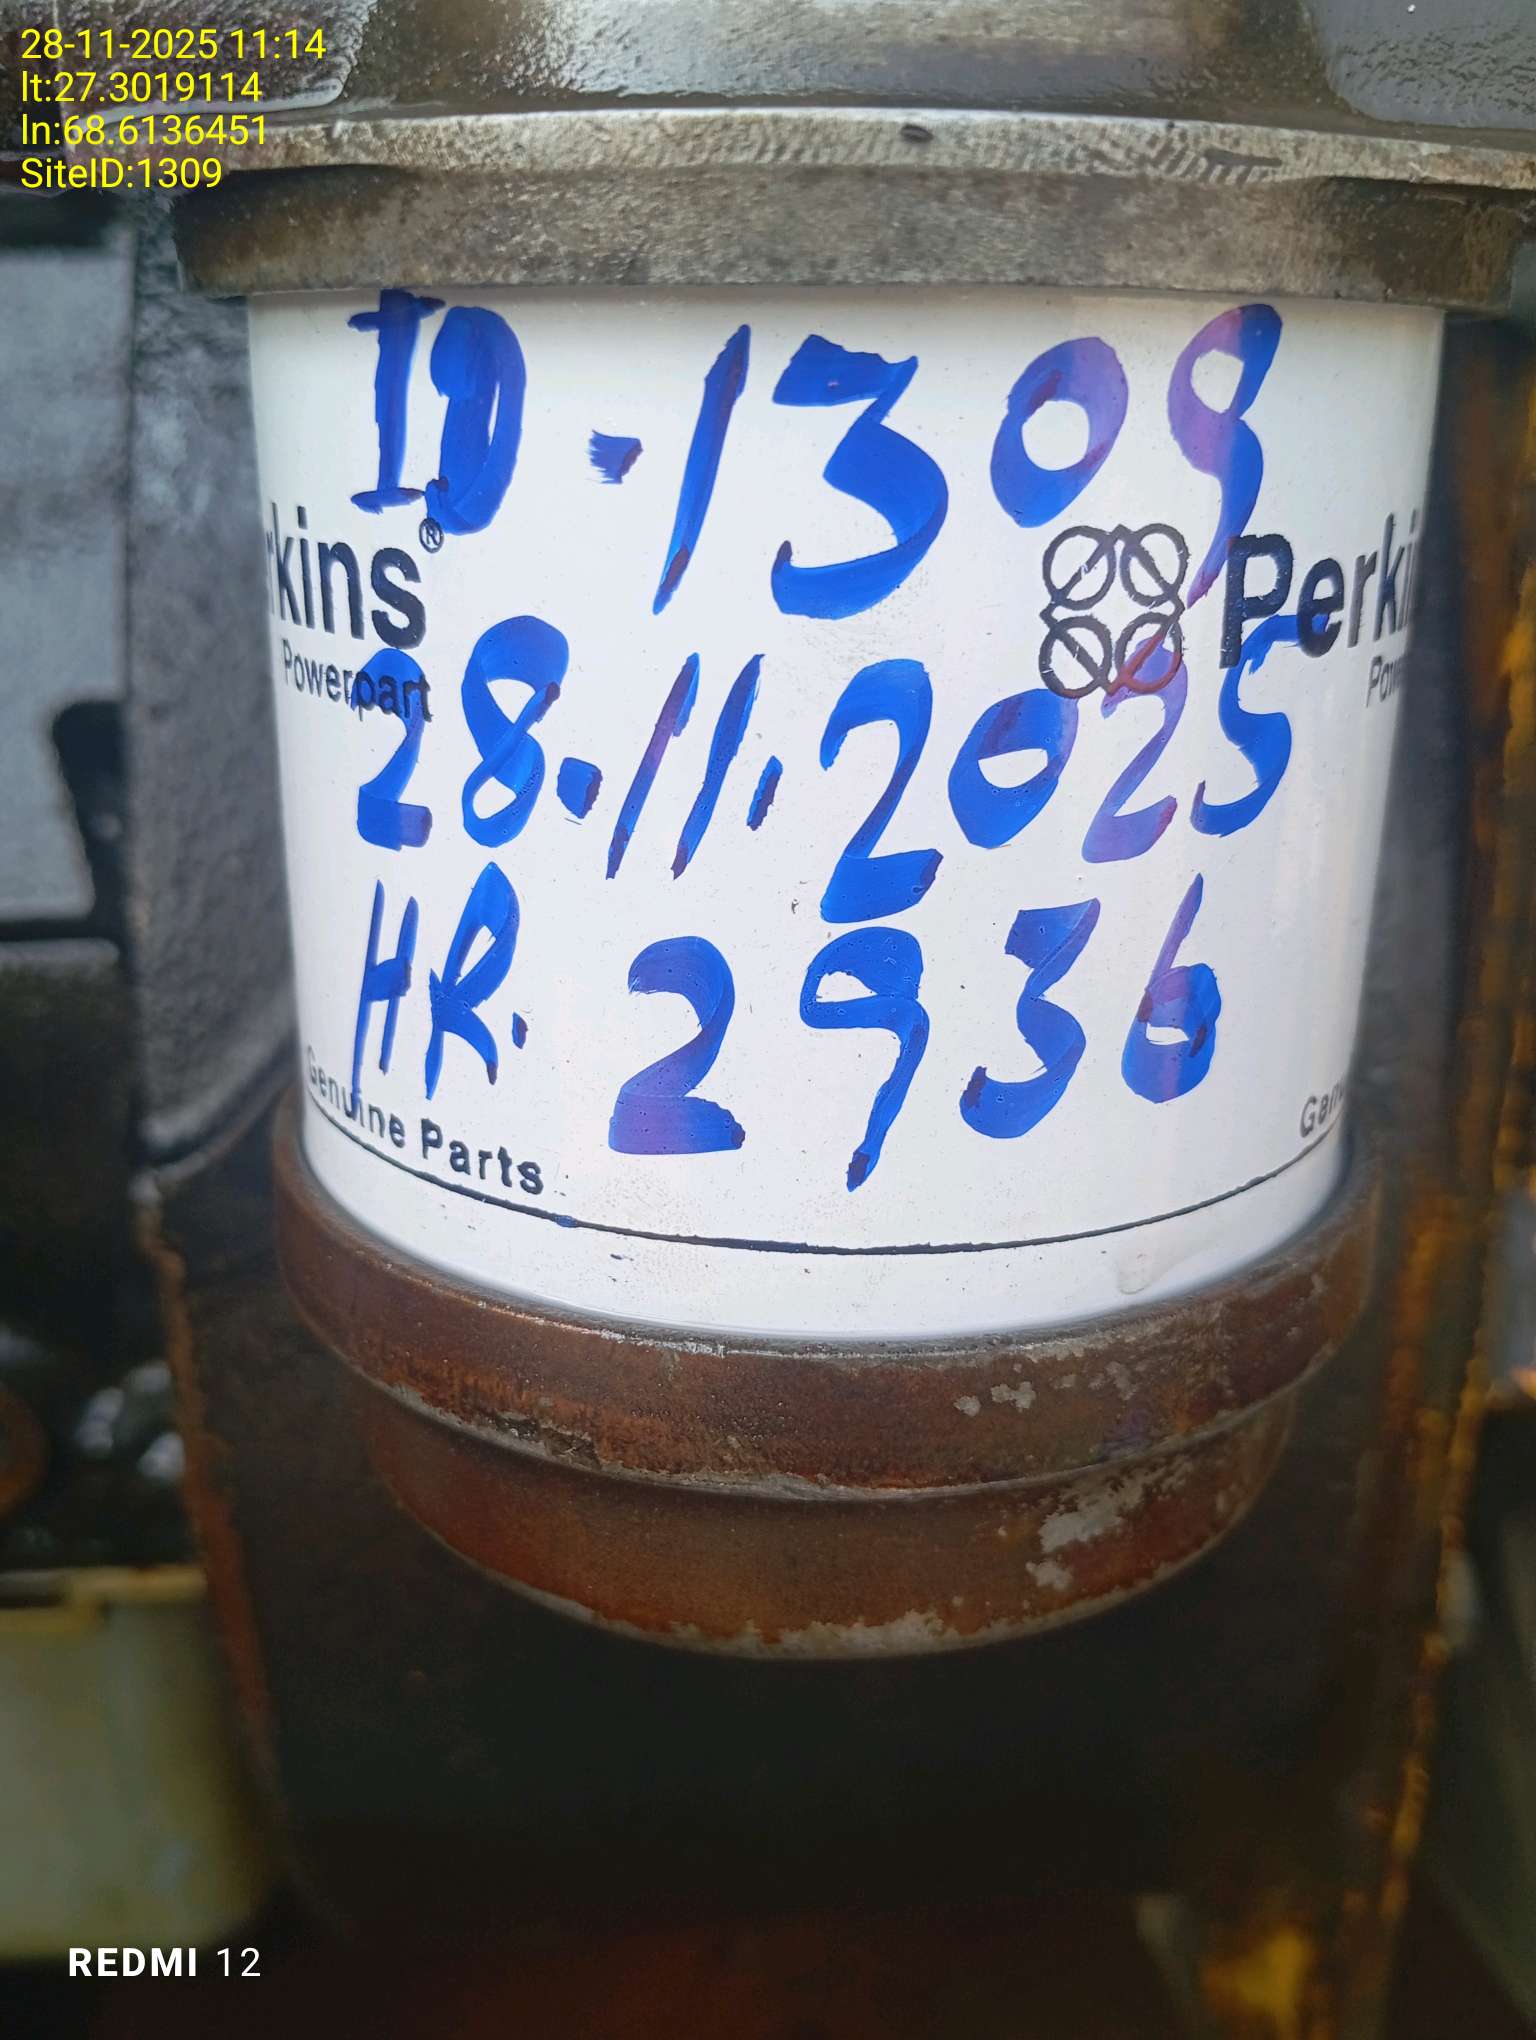 28-11-2025 11:14
lt:27.3019114
ln:68.6136451
SiteID:1309
ID.1309
rkins®
Powerpart
Perki
28.11.2025
HR. 2936
Genuine Parts
REDMI 12